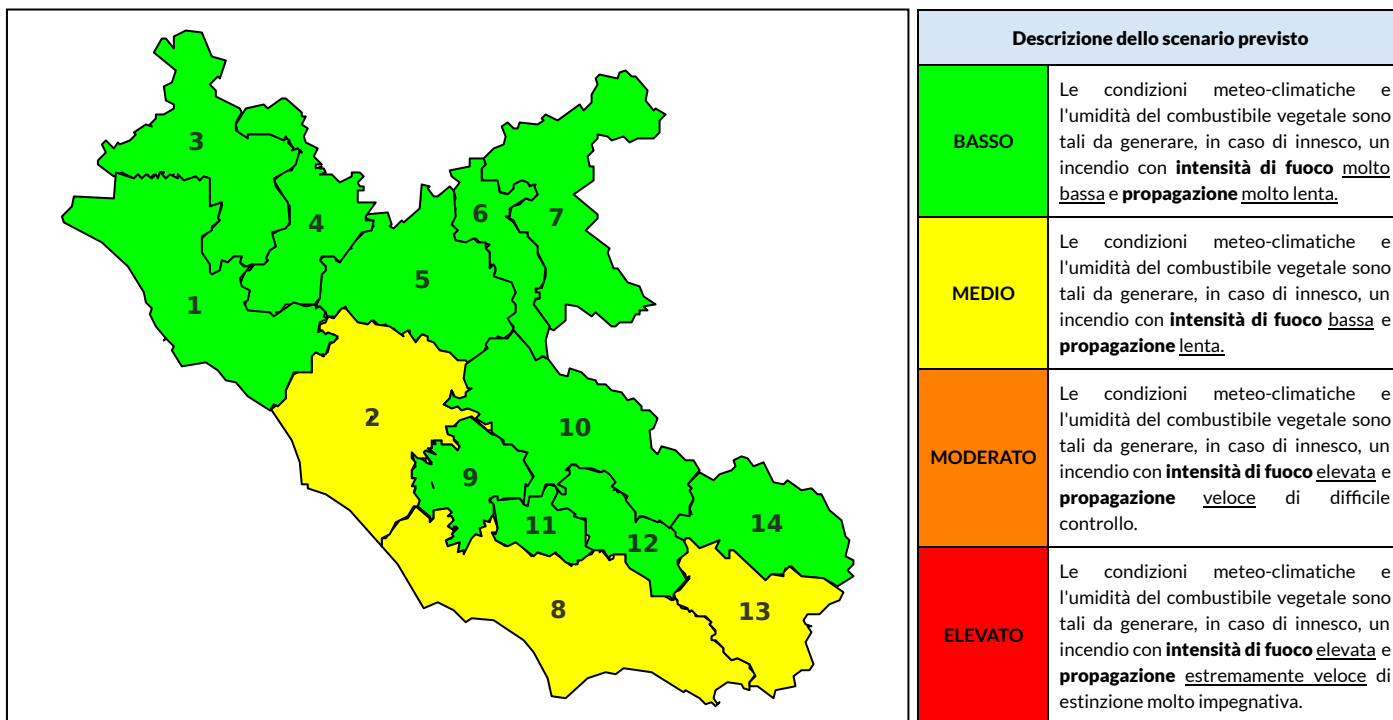 3
4
6
7
5
1
2
10
9
11
12
14
8
13
Descrizione dello scenario previsto
BASSO
Le condizioni meteo-climatiche e
l'umidità del combustibile vegetale sono
tali da generare, in caso di innesco, un
incendio con intensità di fuoco molto
bassa e propagazione molto lenta.
MEDIO
Le condizioni meteo-climatiche e
l'umidità del combustibile vegetale sono
tali da generare, in caso di innesco, un
incendio con intensità di fuoco bassa e
propagazione lenta.
MODERATO
Le condizioni meteo-climatiche e
l'umidità del combustibile vegetale sono
tali da generare, in caso di innesco, un
incendio con intensità di fuoco elevata e
propagazione veloce di difficile
controllo.
ELEVATO
Le condizioni meteo-climatiche e
l'umidità del combustibile vegetale sono
tali da generare, in caso di innesco, un
incendio con intensità di fuoco elevata e
propagazione estremamente veloce di
estinzione molto impegnativa.